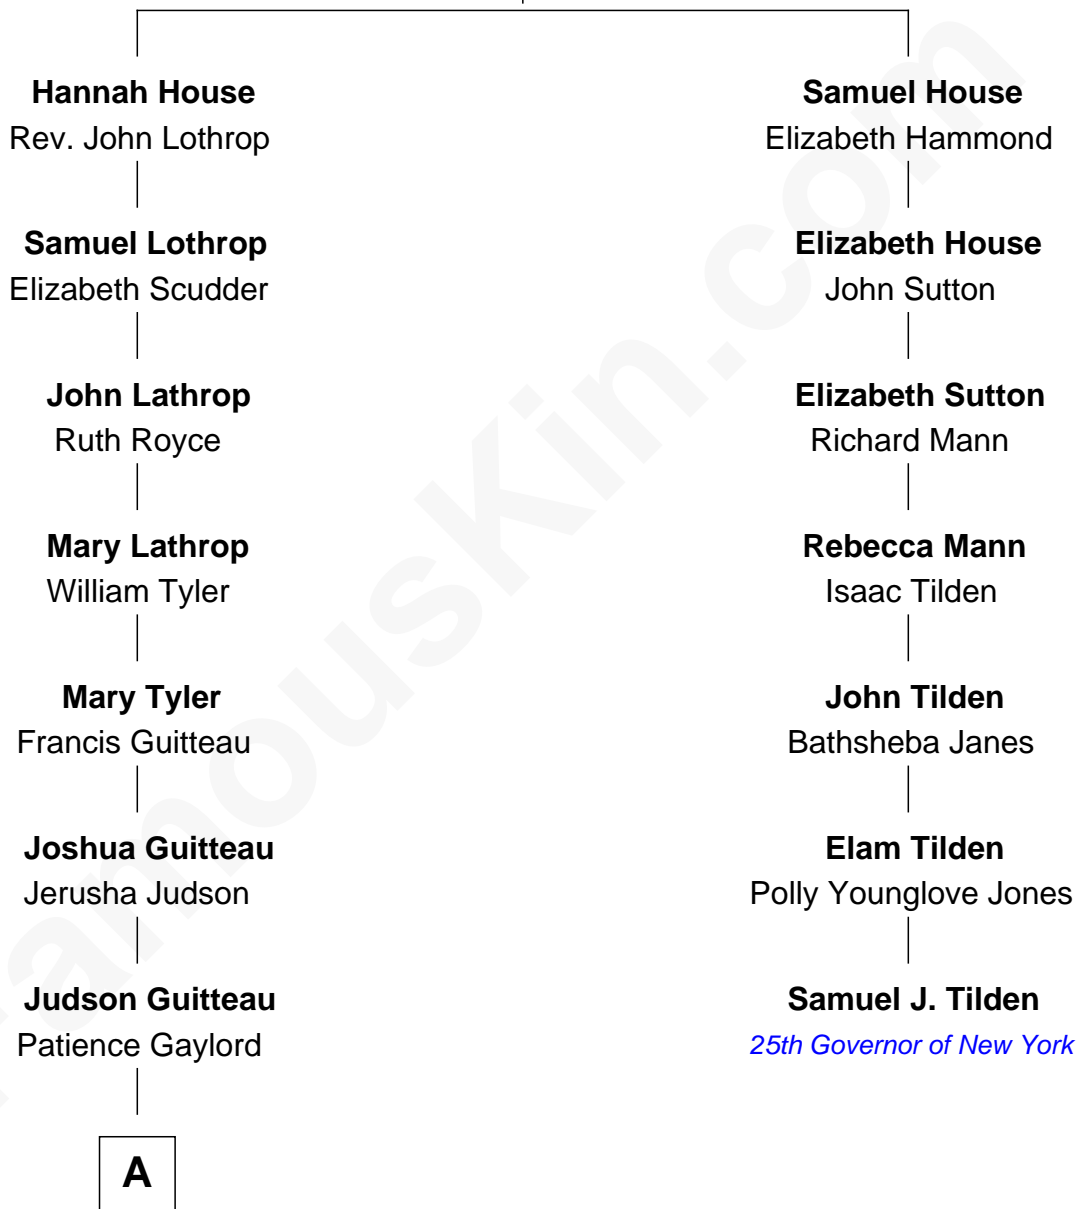 Hannah House
Rev. John Lothrop
Samuel House
Elizabeth Hammond
Samuel Lothrop
Elizabeth Scudder
Elizabeth House
John Sutton
John Lathrop
Ruth Royce
Elizabeth Sutton
Richard Mann
Mary Lathrop
William Tyler
Rebecca Mann
Isaac Tilden
Mary Tyler
Francis Guitteau
John Tilden
Bathsheba Janes
Joshua Guitteau
Jerusha Judson
Elam Tilden
Polly Younglove Jones
Judson Guitteau
Patience Gaylord
Samuel J. Tilden
25th Governor of New York
A
FamousKin.com